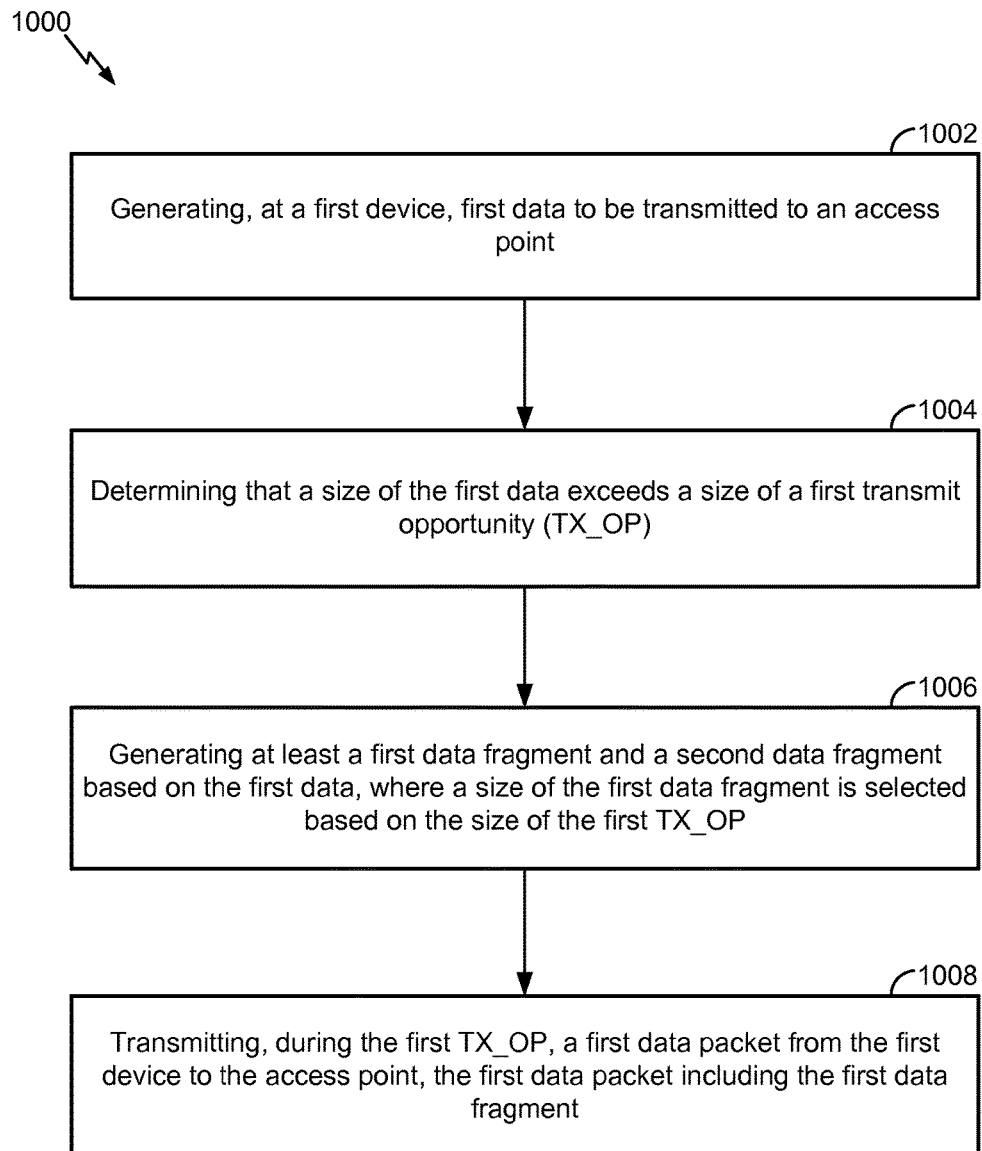 1000
1002
Generating, at a first device, first data to be transmitted to an access
point
1004
Determining that a size of the first data exceeds a size of a first transmit
opportunity (TX_OP)
1006
Generating at least a first data fragment and a second data fragment
based on the first data, where a size of the first data fragment is selected
based on the size of the first TX_OP
1008
Transmitting, during the first TX_OP, a first data packet from the first
device to the access point, the first data packet including the first data
fragment